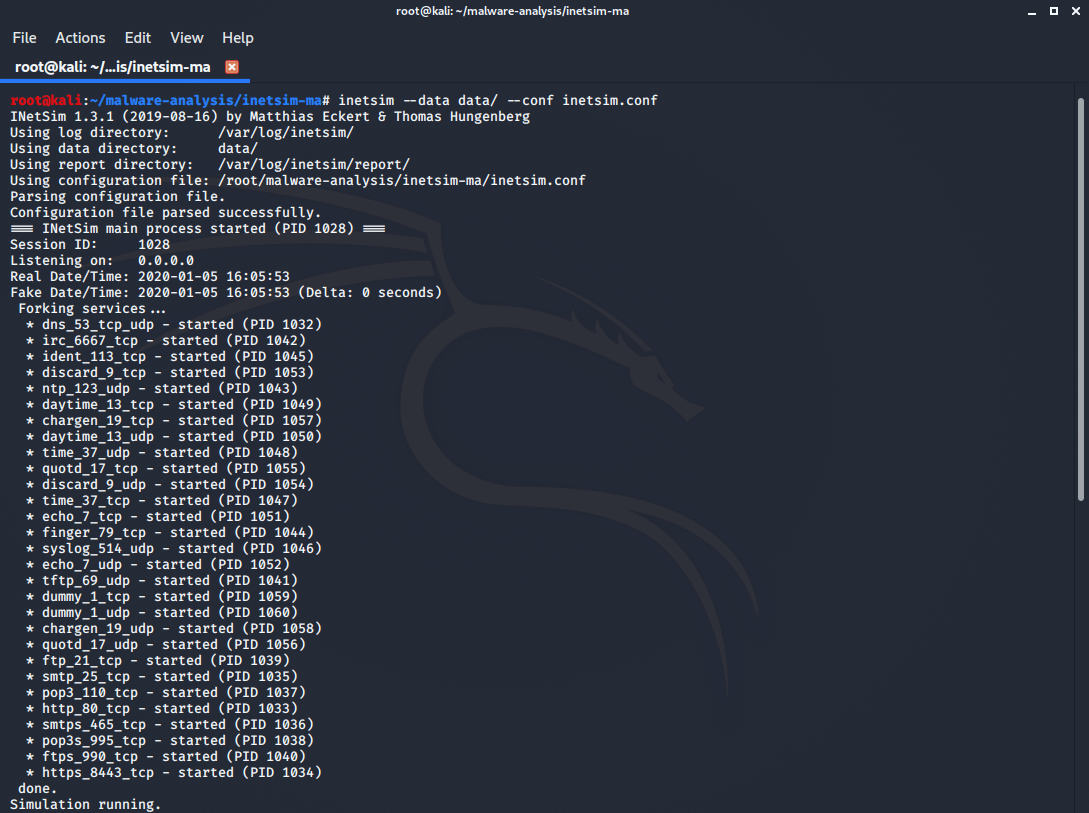 root@kali: ~/malware-analysis/inetsim-ma
File Actions Edit View Help
root@kali: ~/...is/inetsim-ma
root@kali:~/malware-analysis/inetsim-ma# inetsim --data data/ --conf inetsim.conf
INetSim 1.3.1 (2019-08-16) by Matthias Eckert & Thomas Hungenberg
Using log directory:      /var/log/inetsim/
Using data directory:     data/
Using report directory:   /var/log/inetsim/report/
Using configuration file: /root/malware-analysis/inetsim-ma/inetsim.conf
Parsing configuration file.
Configuration file parsed successfully.
=== INetSim main process started (PID 1028) ===
Session ID:     1028
Listening on:   0.0.0.0
Real Date/Time: 2020-01-05 16:05:53
Fake Date/Time: 2020-01-05 16:05:53 (Delta: 0 seconds)
 Forking services...
  * dns_53_tcp_udp - started (PID 1032)
  * irc_6667_tcp - started (PID 1042)
  * ident_113_tcp - started (PID 1045)
  * discard_9_tcp - started (PID 1053)
  * ntp_123_udp - started (PID 1043)
  * daytime_13_tcp - started (PID 1049)
  * chargen_19_tcp - started (PID 1057)
  * daytime_13_udp - started (PID 1050)
  * time_37_udp - started (PID 1048)
  * quotd_17_tcp - started (PID 1055)
  * discard_9_udp - started (PID 1054)
  * time_37_tcp - started (PID 1047)
  * echo_7_tcp - started (PID 1051)
  * finger_79_tcp - started (PID 1044)
  * syslog_514_udp - started (PID 1046)
  * echo_7_udp - started (PID 1052)
  * tftp_69_udp - started (PID 1041)
  * dummy_1_tcp - started (PID 1059)
  * dummy_1_udp - started (PID 1060)
  * chargen_19_udp - started (PID 1058)
  * quotd_17_udp - started (PID 1056)
  * ftp_21_tcp - started (PID 1039)
  * smtp_25_tcp - started (PID 1035)
  * pop3_110_tcp - started (PID 1037)
  * http_80_tcp - started (PID 1033)
  * smtps_465_tcp - started (PID 1036)
  * pop3s_995_tcp - started (PID 1038)
  * ftps_990_tcp - started (PID 1040)
  * https_8443_tcp - started (PID 1034)
 done.
Simulation running.